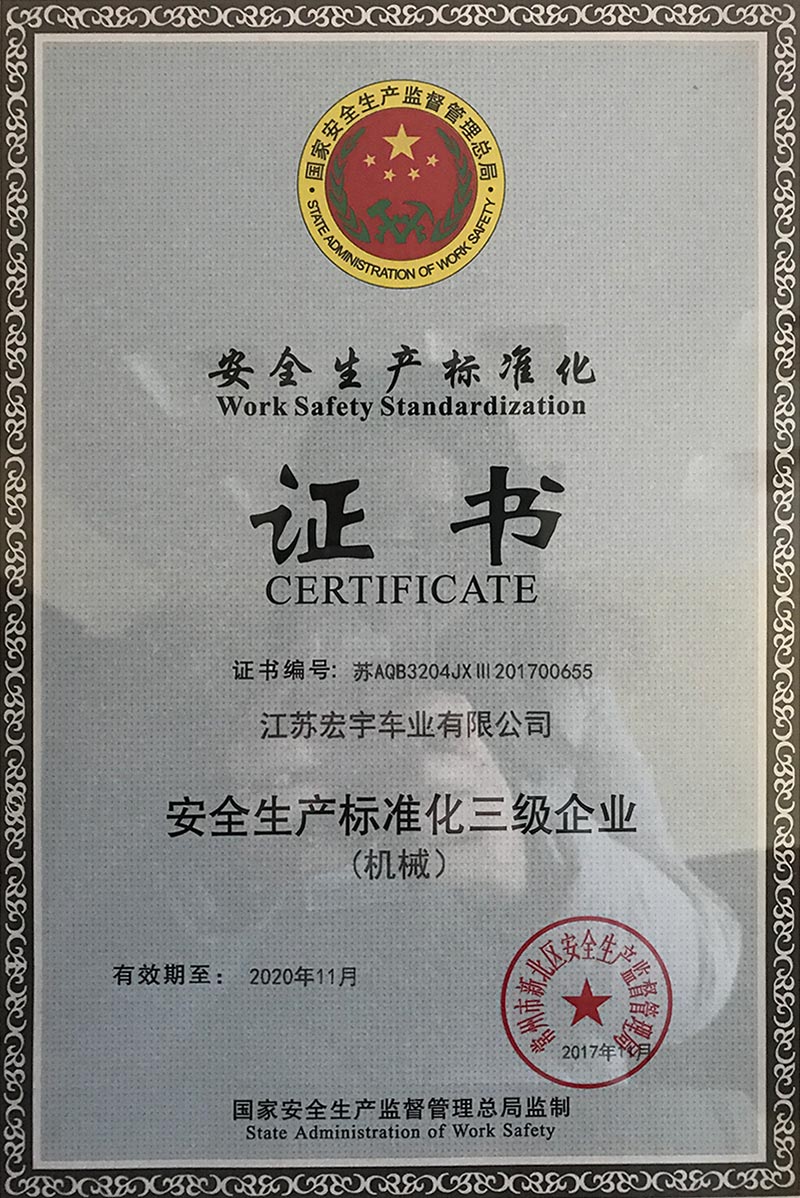 国家安全生产监督管理总局
STATE ADMINISTRATION OF WORK SAFETY
安全生产标准化
Work Safety Standardization
证书
CERTIFICATE
证书编号：苏AQB3204JXⅢ201700655
江苏宏宇车业有限公司
安全生产标准化三级企业
（机械）
有效期至：2020年11月
常州市新北区安全生产监督管理局
2017年11月
国家安全生产监督管理总局监制
State Administration of Work Safety